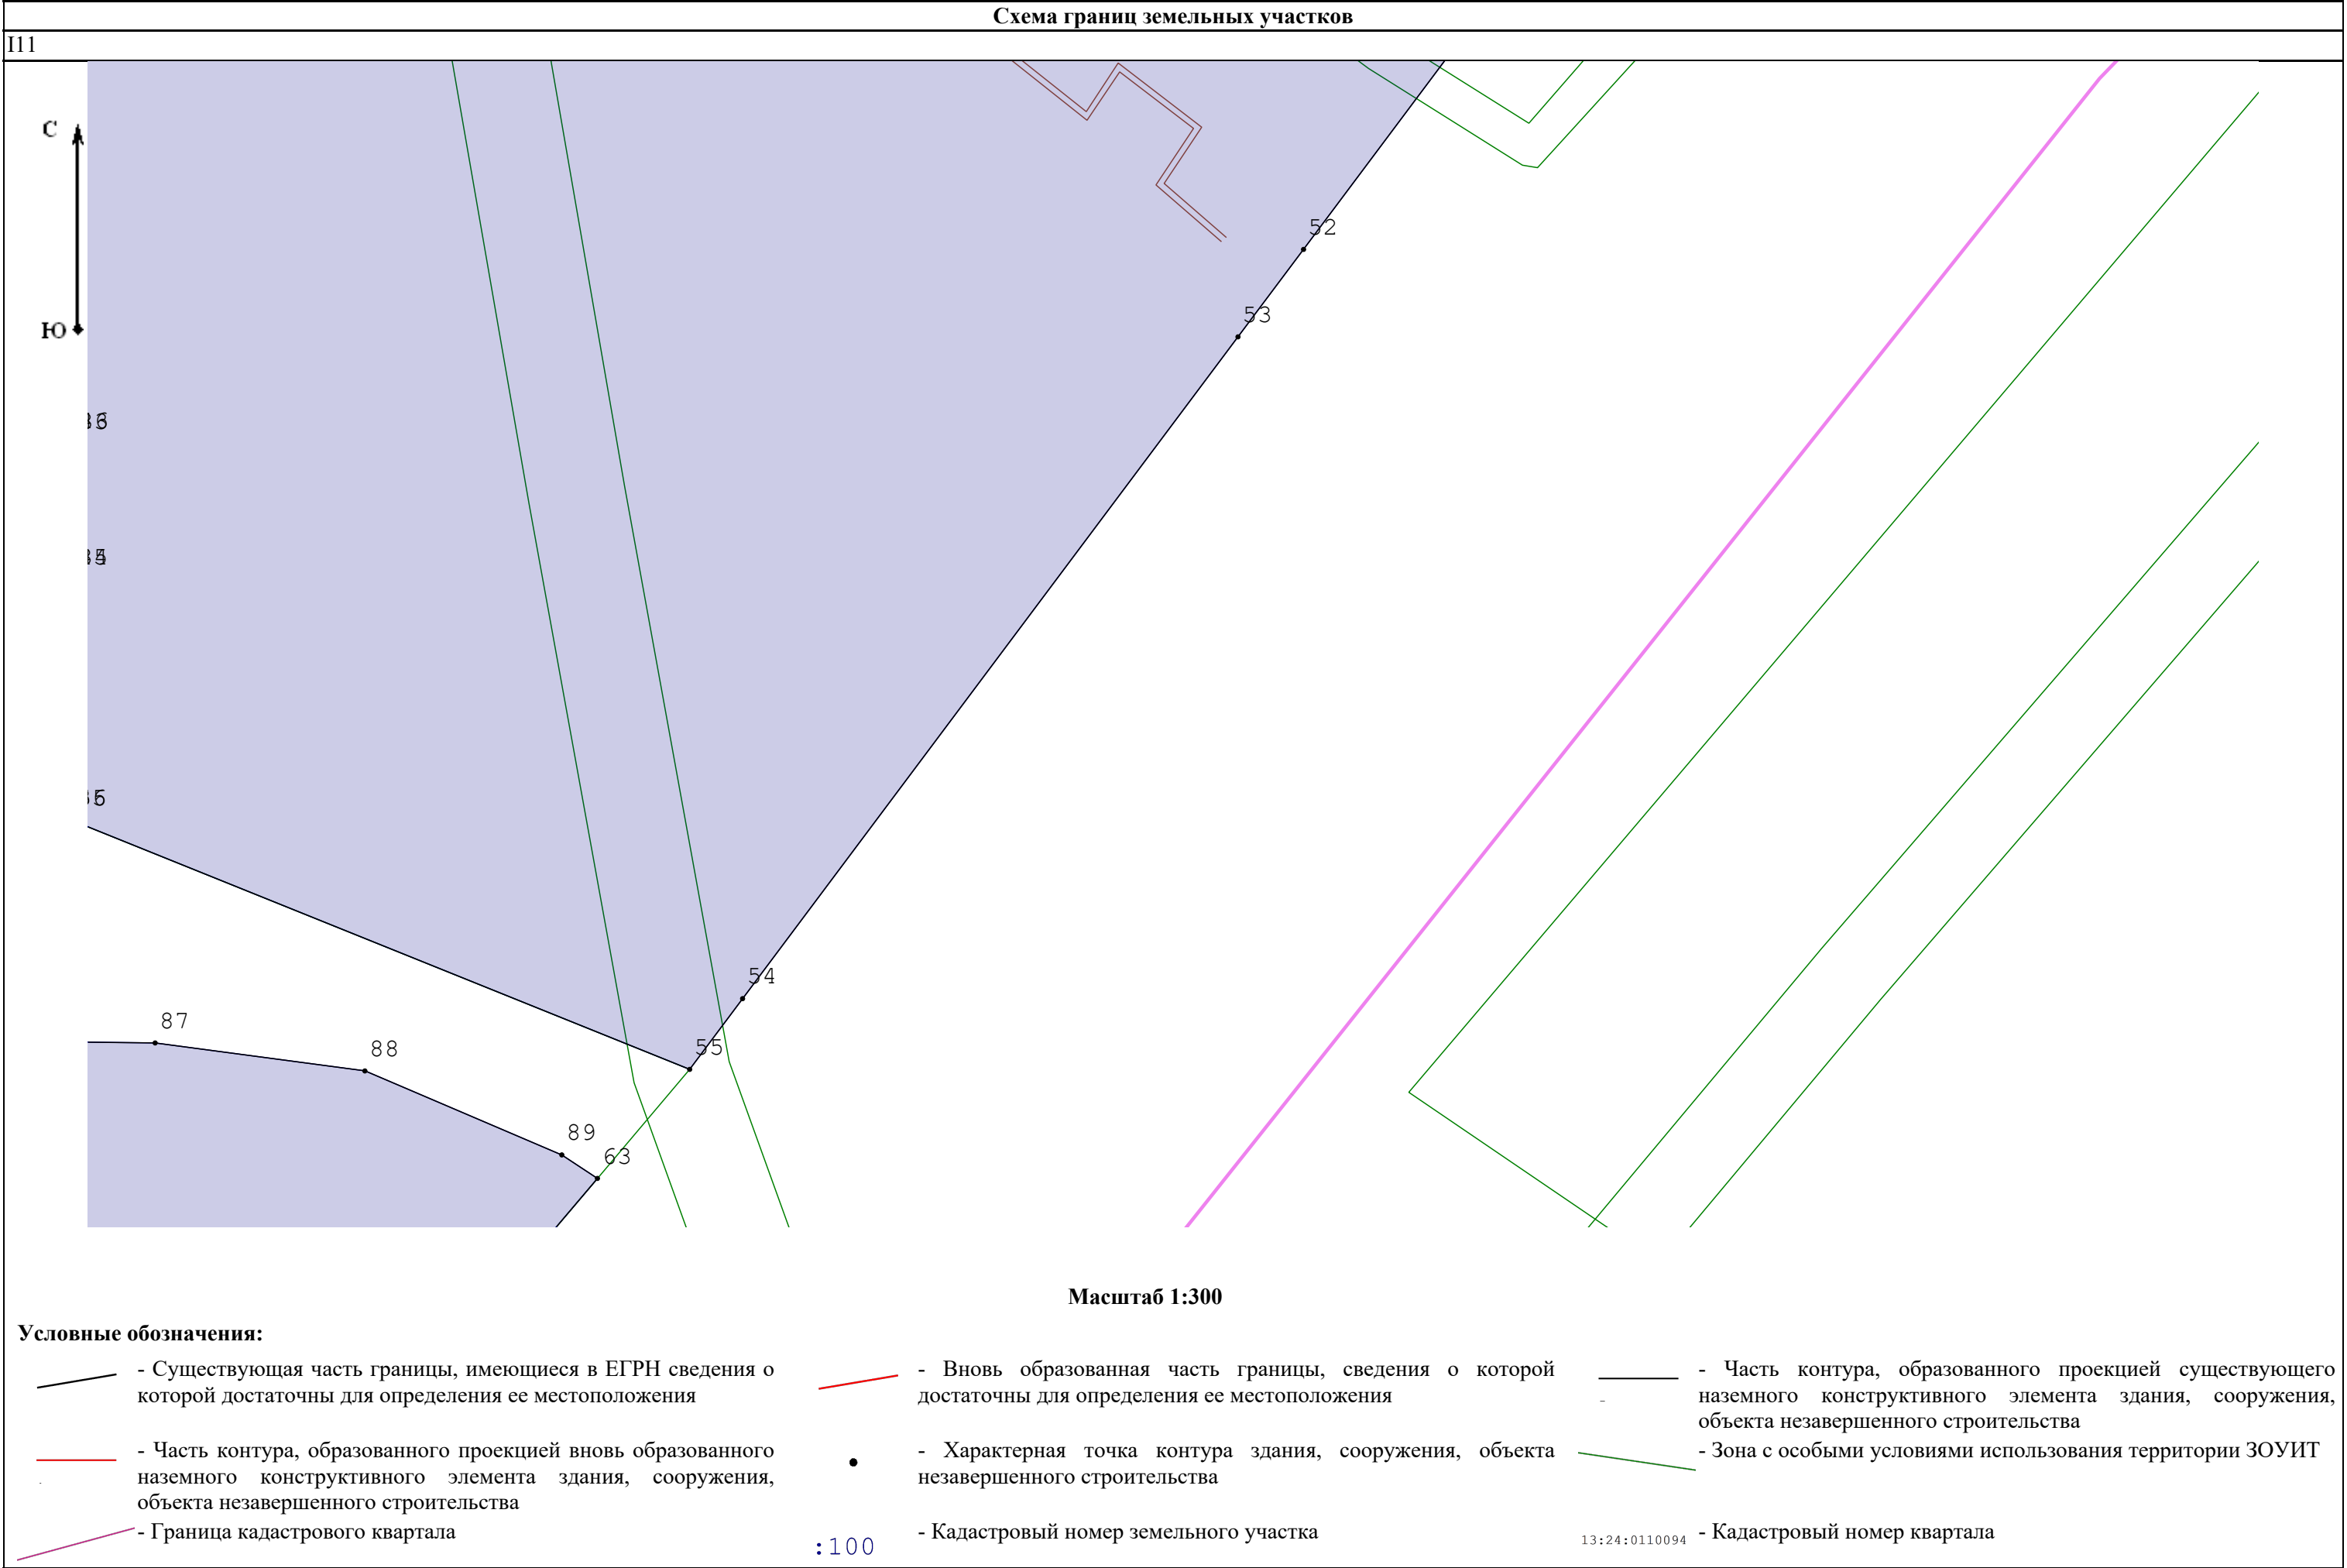 Схема границ земельных участков
I11
С
52
53
Ю
54
87
55
88
89
63
Масштаб 1:300
Условные обозначения:
- Существующая часть границы, имеющиеся в ЕГРН сведения о
которой достаточны для определения ее местоположения
- Вновь образованная часть границы, сведения о которой
достаточны для определения ее местоположения
- Часть контура, образованного проекцией существующего
наземного конструктивного элемента здания, сооружения,
объекта незавершенного строительства
- Часть контура, образованного проекцией вновь образованного
наземного конструктивного элемента здания, сооружения,
объекта незавершенного строительства
- Характерная точка контура здания, сооружения, объекта
незавершенного строительства
- Зона с особыми условиями использования территории ЗОУИТ
- Граница кадастрового квартала
:100
- Кадастровый номер земельного участка
13:24:0110094
- Кадастровый номер квартала